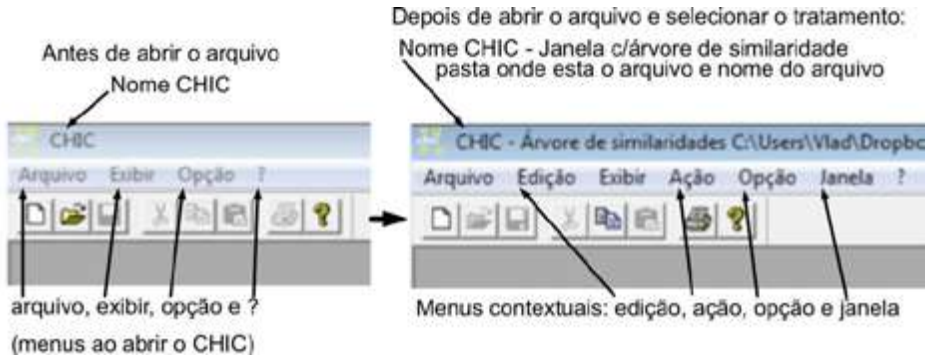 Antes de abrir o arquivo
Nome CHIC
CHIC
Arquivo Exibir Opção ?
arquivo, exibir, opção e ?
(menus ao abrir o CHIC)
Depois de abrir o arquivo e selecionar o tratamento:
Nome CHIC - Janela c/árvore de similaridade
pasta onde esta o arquivo e nome do arquivo
CHIC - Árvore de similaridades C:\Users\Vlad\Dropbo
Arquivo Edição Exibir Ação Opção Janela ?
Menus contextuais: edição, ação, opção e janela